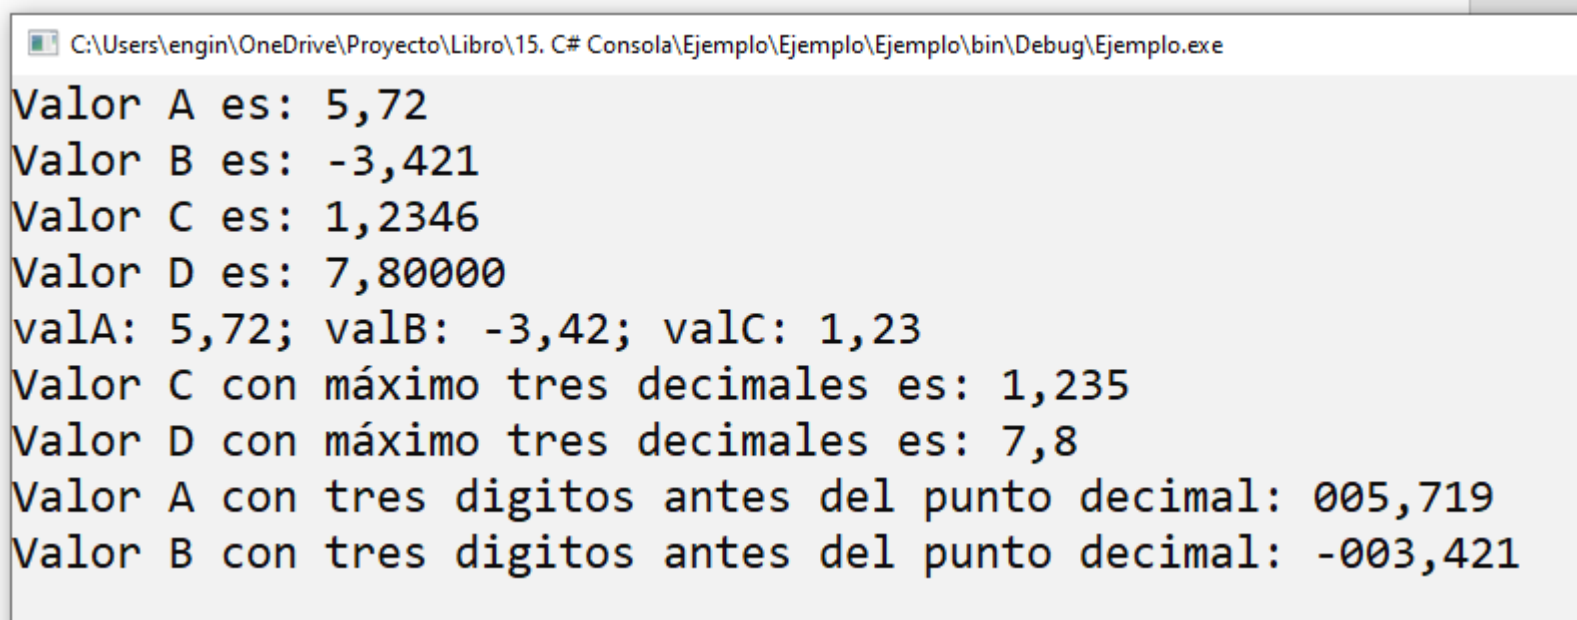 C:\Users\engin\OneDrive\Proyecto\Libro\15. C# Consola\Ejemplo\Ejemplo\Ejemplo\bin\Debug\Ejemplo.exe
Valor A es: 5,72
Valor B es: -3,421
Valor C es: 1,2346
Valor D es: 7,80000
valA: 5,72; valB: -3,42; valC: 1,23
Valor C con máximo tres decimales es: 1,235
Valor D con máximo tres decimales es: 7,8
Valor A con tres digitos antes del punto decimal: 005,719
Valor B con tres digitos antes del punto decimal: -003,421